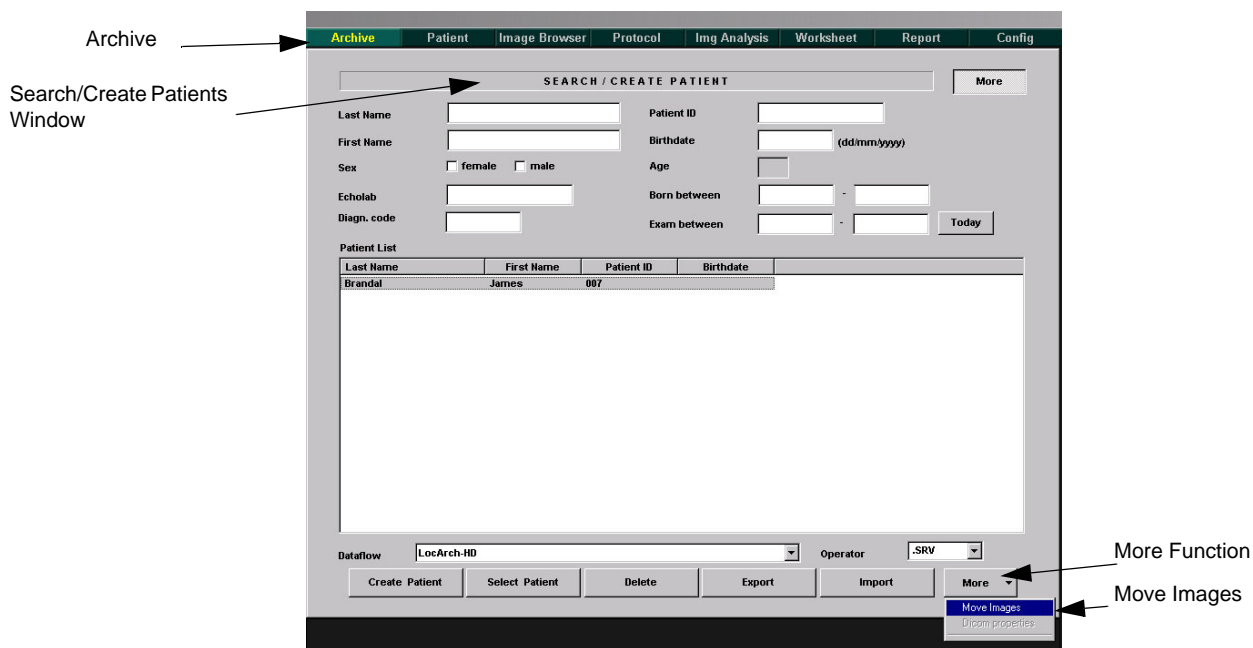 Archive
Search/Create Patients
Window
Archive Patient Image Browser Protocol Img Analysis Worksheet Report Config
SEARCH / CREATE PATIENT More
Last Name Patient ID
First Name Birthdate (dd/mm/yyyy)
Sex female male Age
Echolab Born between -
Diagn. code Exam between - Today
Patient List
Last Name First Name Patient ID Birthdate
Brandal James 007
Dataflow LocArch-HD Operator .SRV
Create Patient Select Patient Delete Export Import More
Move Images
Dicom properties
More Function
Move Images